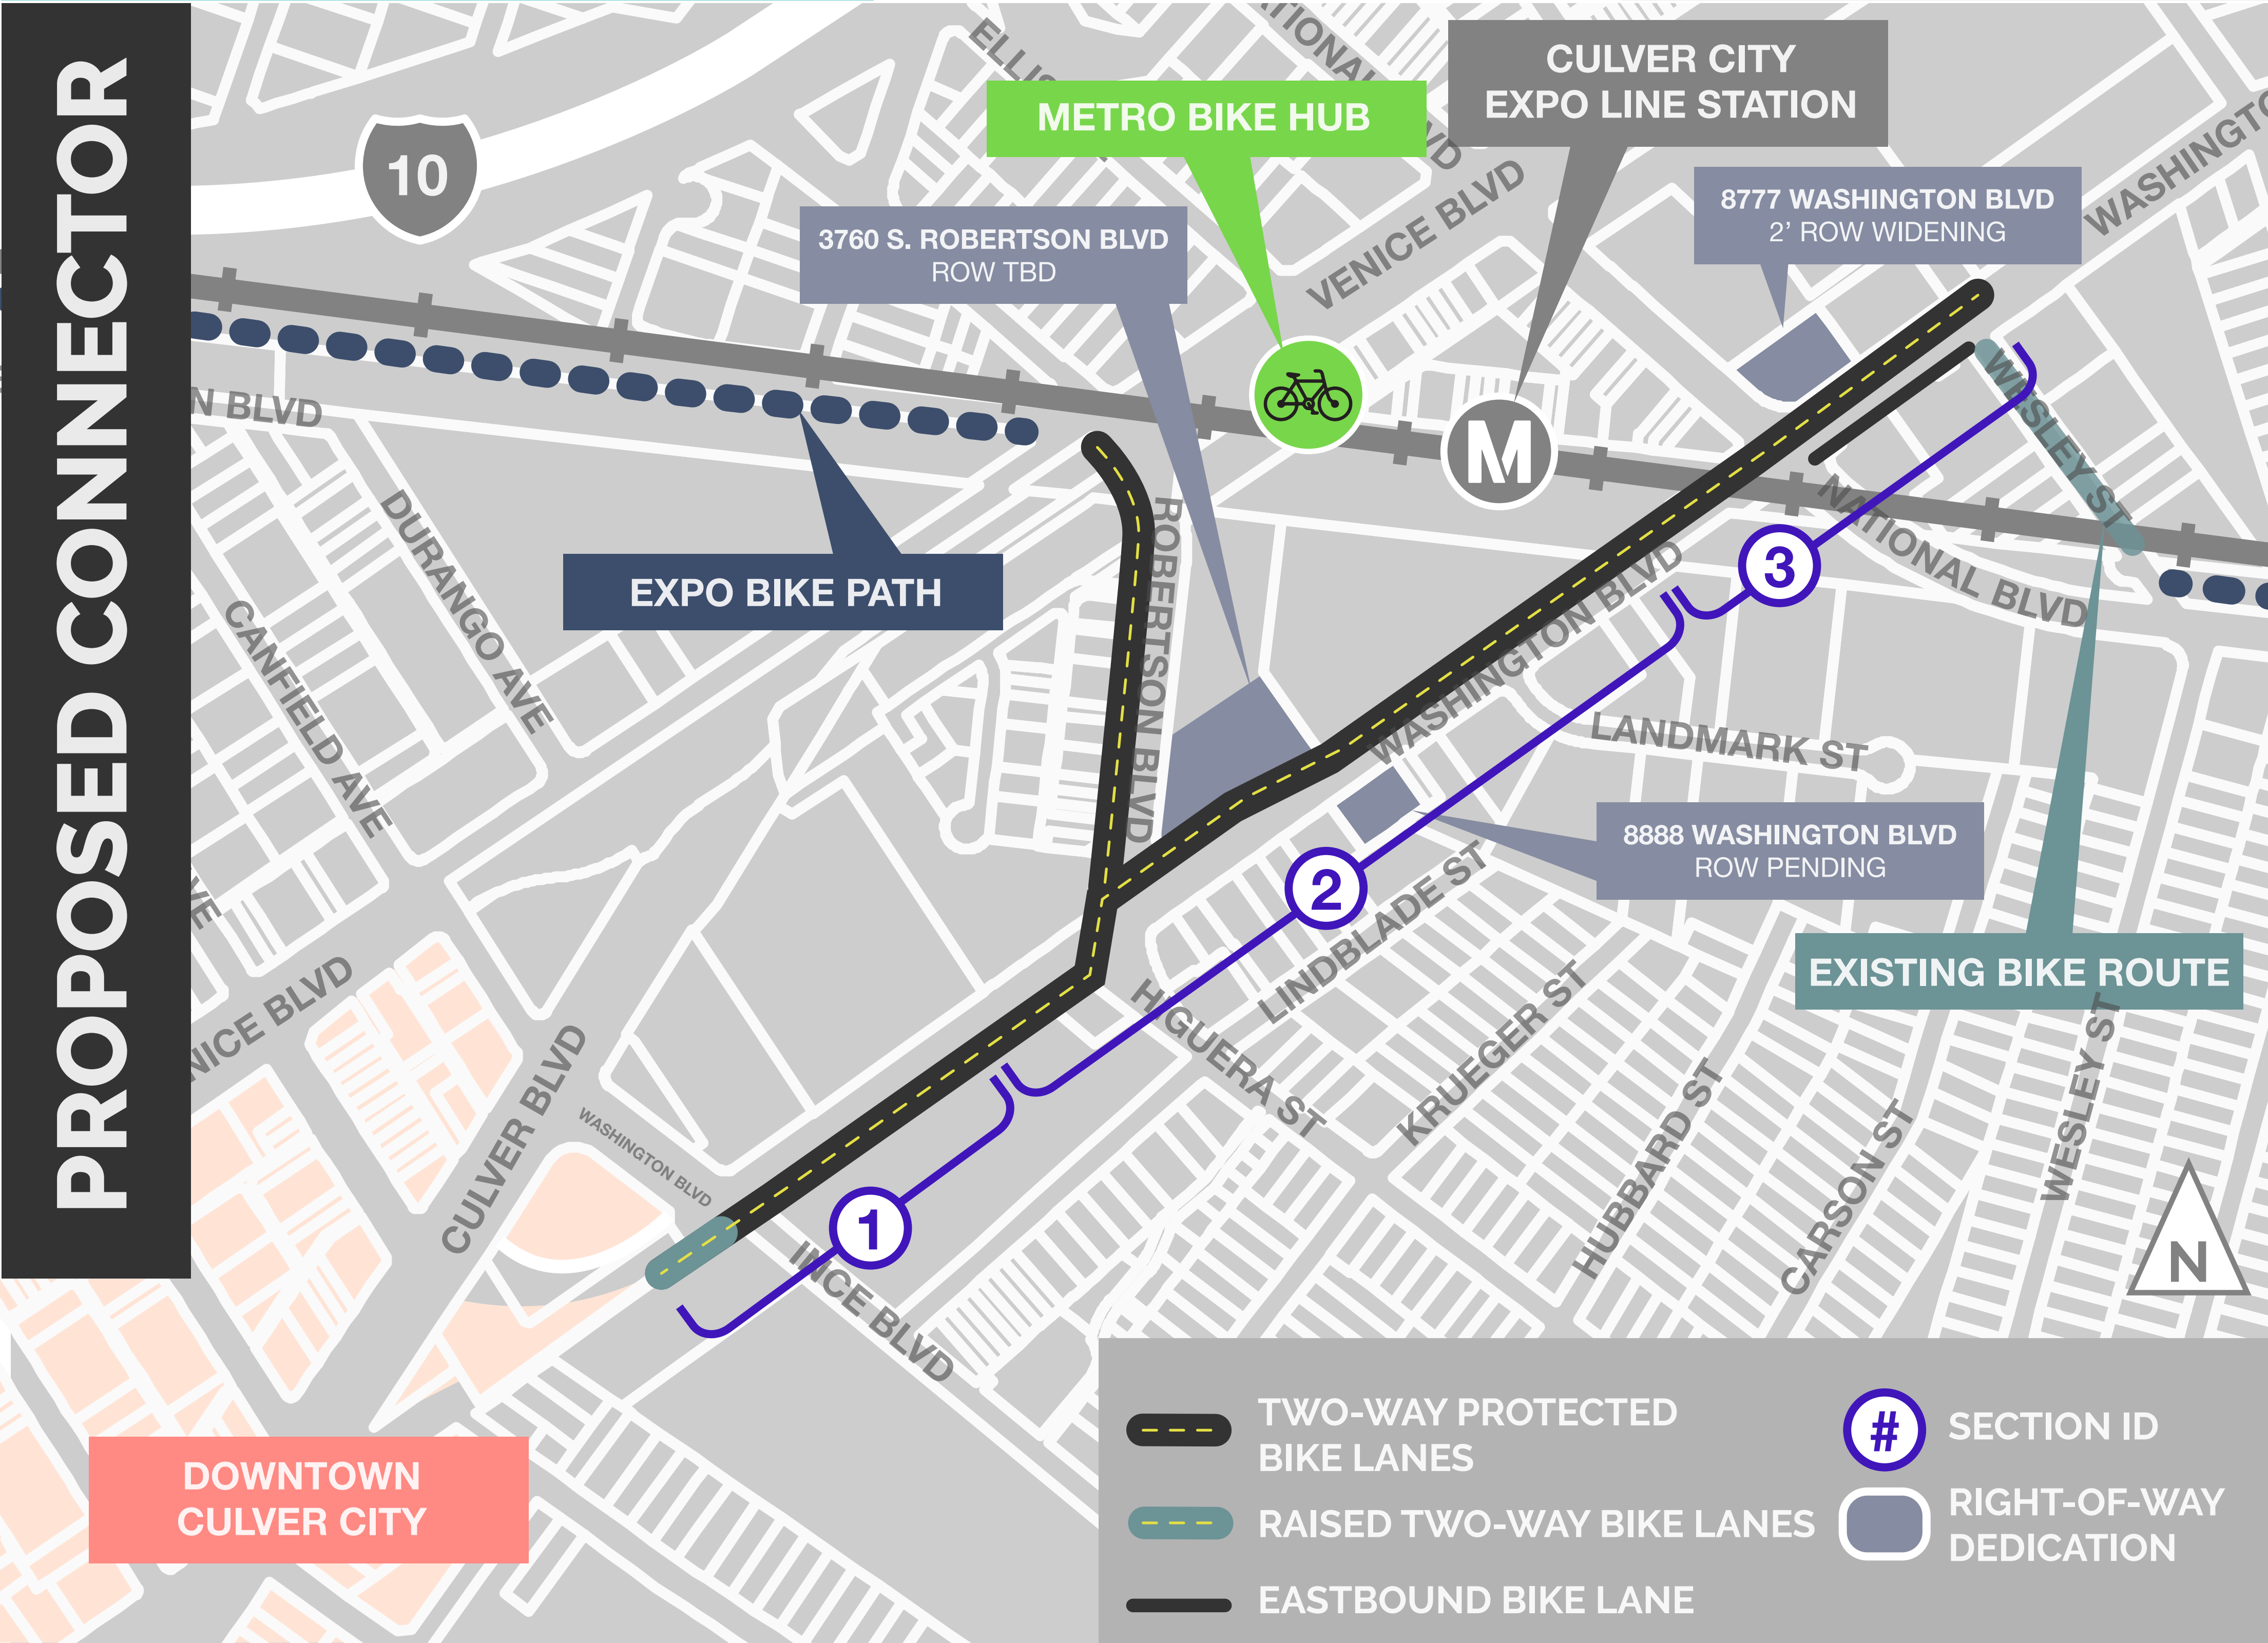 PROPOSED CONNECTOR
10
ELLIS
METRO BIKE HUB
CULVER CITY
EXPO LINE STATION
VENICE BLVD
WASHINGTO
3760 S. ROBERTSON BLVD
ROW TBD
8777 WASHINGTON BLVD
2’ ROW WIDENING
N BLVD
M
WISLEY ST
DURANGO AVE
CANFIELD AVE
EXPO BIKE PATH
ROBERTSON BLVD
WASHINGTON BLVD
NATIONAL BLVD
3
LANDMARK ST
8888 WASHINGTON BLVD
ROW PENDING
2
LINDBLADE ST
EXISTING BIKE ROUTE
VE
NICE BLVD
CULVER BLVD
WASHINGTON BLVD
HIGUERA ST
KRUEGER ST
HUBBARD ST
CARSON ST
WESLEY ST
1
INCE BLVD
N
DOWNTOWN
CULVER CITY
TWO-WAY PROTECTED
BIKE LANES
RAISED TWO-WAY BIKE LANES
EASTBOUND BIKE LANE
# SECTION ID
RIGHT-OF-WAY
DEDICATION